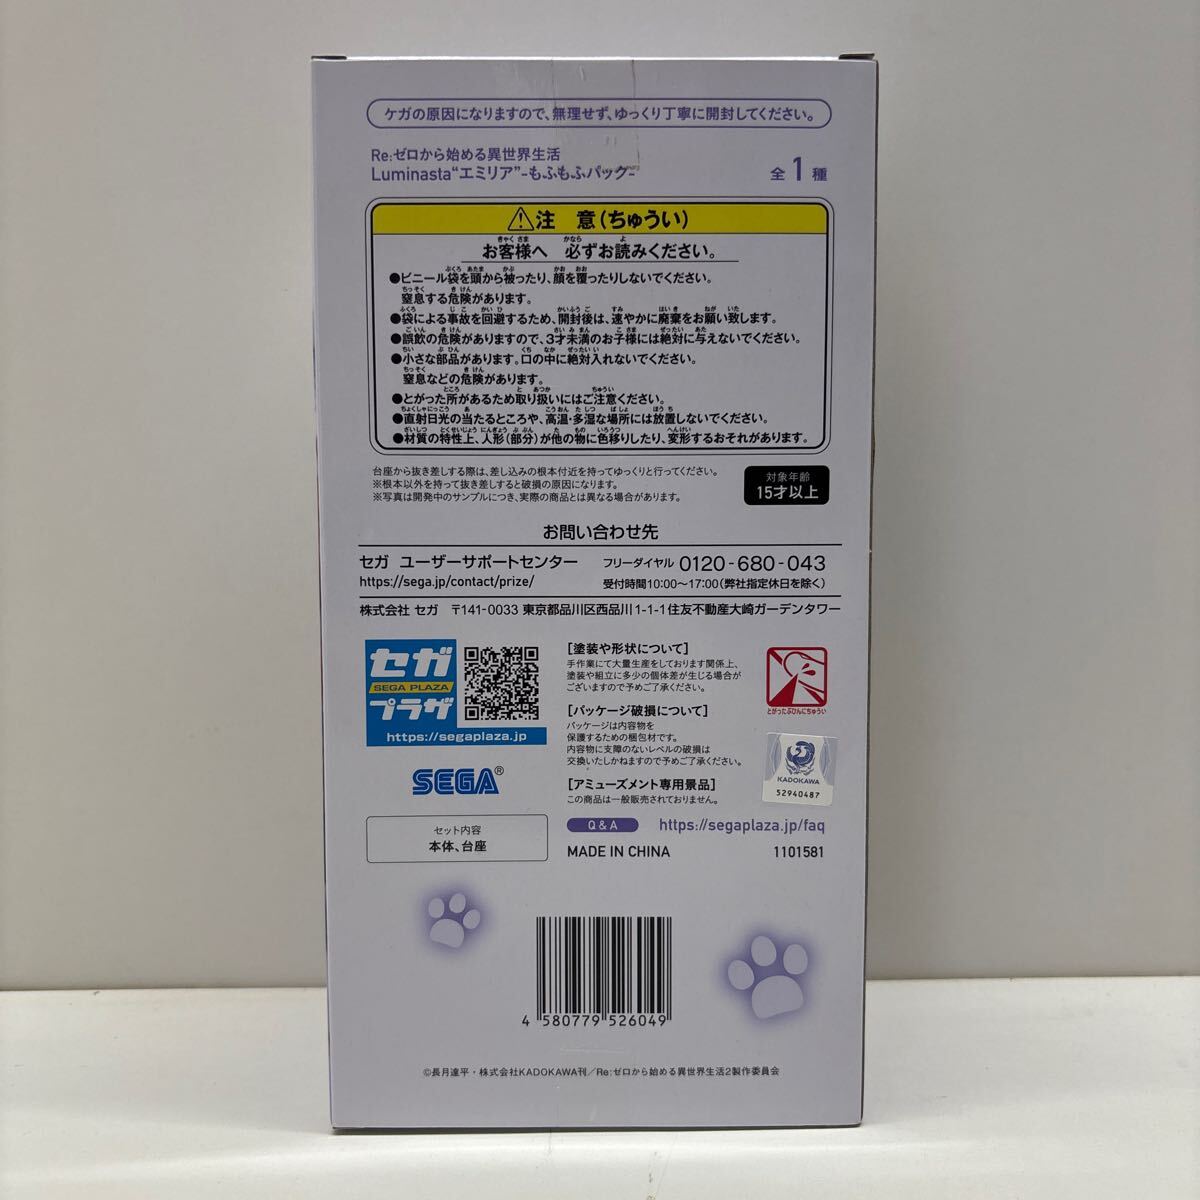 ケガの原因になりますので、無理せず、ゆっくり丁寧に開封してください。
Re:ゼロから始める異世界生活
Luminasta“エミリア”-もふもふパック-
全1種
注 意(ちゅうい)
お客様へ 必ずお読みください。
●ビニール袋を頭から被ったり、顔を覆ったりしないでください。
窒息する危険があります。
●袋による事故を回避するため、開封後は、速やかに廃棄をお願い致します。
●誤飲の危険がありますので、3才未満のお子様には絶対に与えないでください。
●小さな部品があります。口の中に絶対入れないでください。
窒息などの危険があります。
●とがった所があるため取り扱いにはご注意ください。
●直射日光の当たるところや、高温・多湿な場所には放置しないでください。
●材質の特性上、人形(部分)が他の物に色移りしたり、変形するおそれがあります。
台座から抜き差しする際は、差し込みの根本付近を持ってゆっくりと行ってください。
※根本以外を持って抜き差しすると破損の原因になります。
※写真は開発中のサンプルにつき、実際の商品とは異なる場合があります。
対象年齢
15才以上
お問い合わせ先
セガ ユーザーサポートセンター
フリーダイヤル 0120-680-043
https://sega.jp/contact/prize/
受付時間10:00～17:00(弊社指定休日を除く)
株式会社 セガ 〒141-0033 東京都品川区西品川1-1-1住友不動産大崎ガーデンタワー
セガ
SEGA PLAZA
プラザ
https://segaplaza.jp
SEGA®
[塗装や形状について]
手作業にて大量生産をしております関係上、
塗装や組立に多少の個体差が生じる場合が
ございますので予めご了承ください。
[パッケージ破損について]
パッケージは内容物を
保護するための梱包材です。
内容物に支障のないレベルの破損は
交換いたしかねますので予めご了承ください。
[アミューズメント専用景品]
この商品は一般販売されておりません。
とがったぶひんにちゅうい
KADOKAWA
52940487
Q & A
https://segaplaza.jp/faq
セット内容
本体、台座
MADE IN CHINA
1101581
4 580779 526049
©長月達平・株式会社KADOKAWA刊／Re:ゼロから始める異世界生活2製作委員会